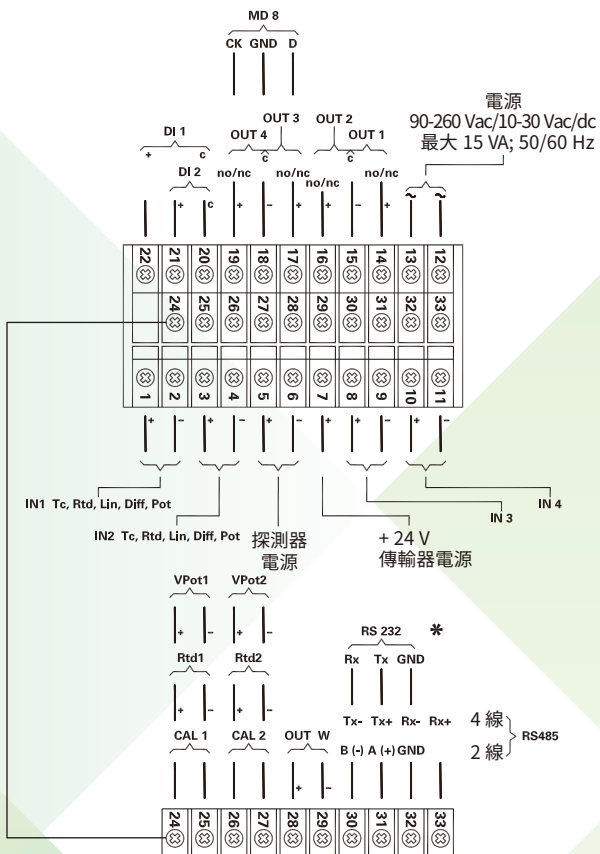 MD 8
CK GND D
電源
90-260 Vac/10-30 Vac/dc
最大 15 VA; 50/60 Hz
OUT 3 OUT 2
DI 1 OUT 4 OUT 1
+ c c c
DI 2 no/nc no/nc no/nc no/nc
+ c + - + + - + ~ ~
22 21 20 19 18 17 16 15 14 13 12
24 25 26 27 28 29 30 31 32 33
1 2 3 4 5 6 7 8 9 10 11
+ - + - + - + + - + -
IN1 Tc, Rtd, Lin, Diff, Pot
IN 4
IN 3
IN2 Tc, Rtd, Lin, Diff, Pot
探測器
電源
+ 24 V
傳輸器電源
VPot1 VPot2
+ - + -
RS 232 *
Rtd1 Rtd2 Rx Tx GND
+ - + -
Tx- Tx+ Rx- Rx+ 4 線
RS485
CAL 1 CAL 2 OUT W
B (-) A (+) GND 2 線
+ -
24 25 26 27 28 29 30 31 32 33